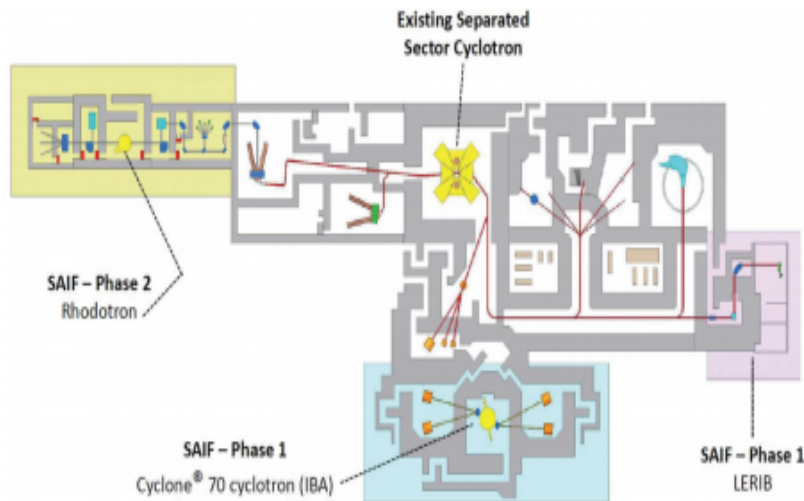 Existing Separated
Sector Cyclotron
SAIF – Phase 2
Rhodotron
SAIF – Phase 1
Cyclone® 70 cyclotron (IBA)
SAIF – Phase 1
LERIB